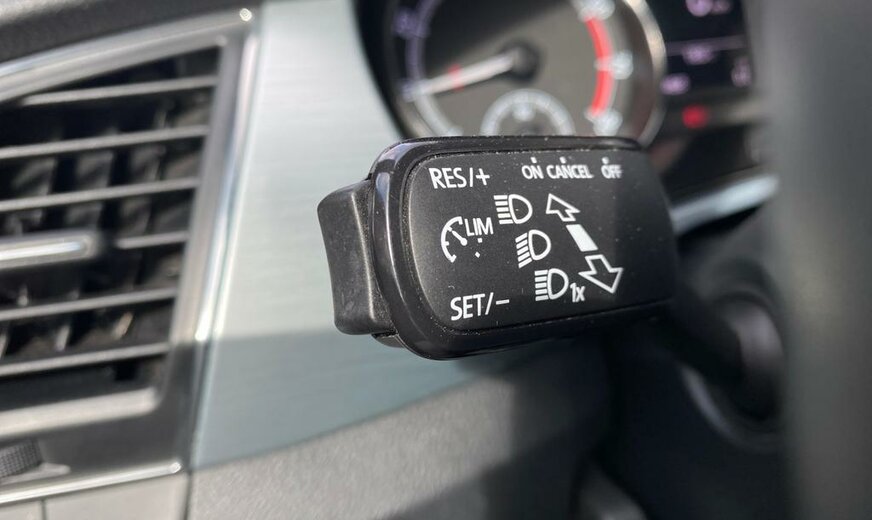 RES/+ ON CANCEL OFF
LIM
1x
SET/-